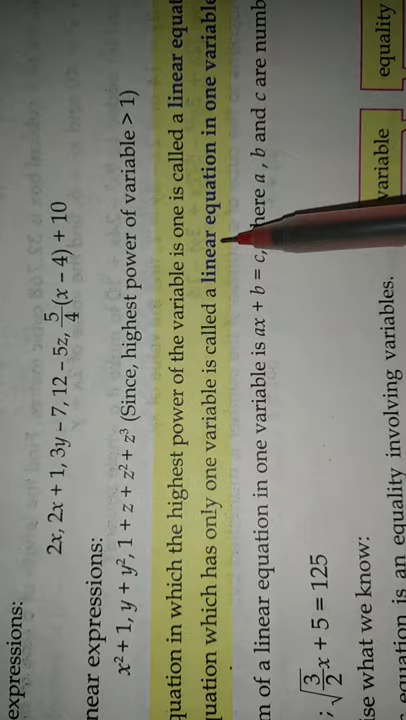 expressions:
2x, 2x + 1, 3y – 7, 12 – 5z, 5/4 (x – 4) + 10
near expressions:
x² + 1, y + y², 1 + z + z² + z³ (Since, highest power of variable > 1)
quation in which the highest power of the variable is one is called a linear equat
quation which has only one variable is called a linear equation in one variable
m of a linear equation in one variable is ax + b = c, here a , b and c are numb
; √3/2 x + 5 = 125
se what we know:
variable equality
equation is an equality involving variables.